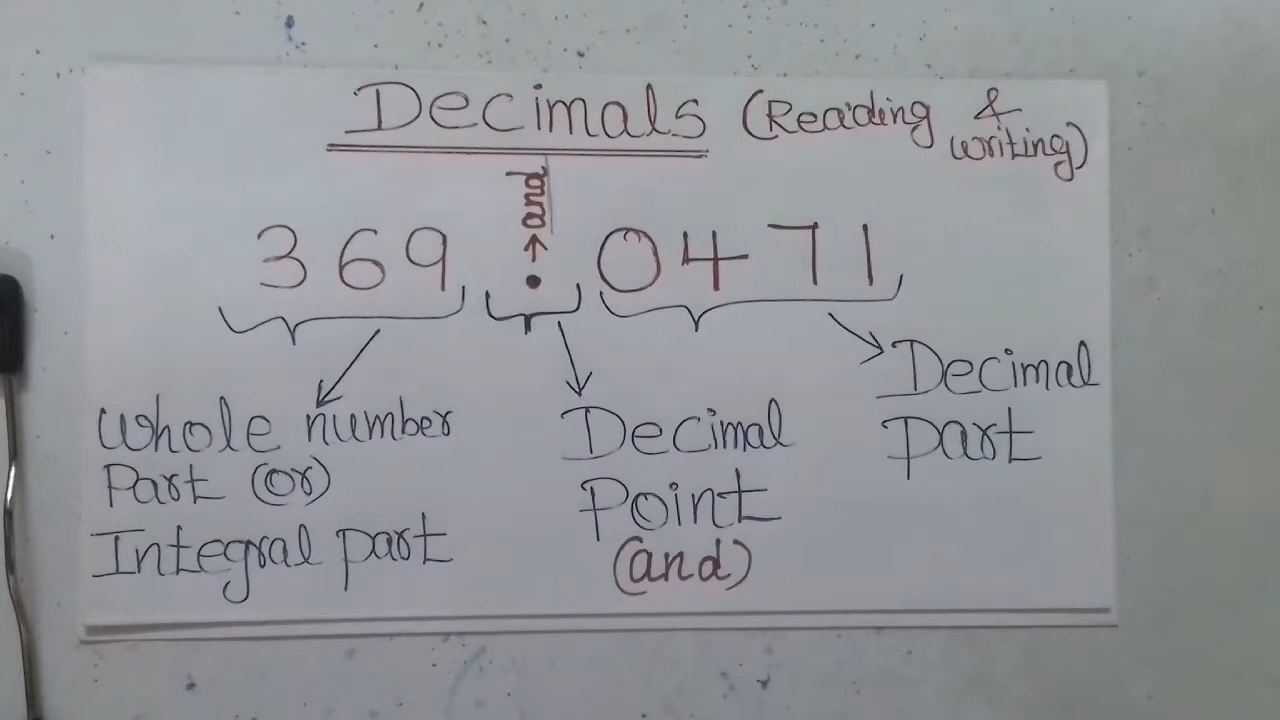 Decimals (Reading &
writing)
→ and
369 . 0471
Whole number
Part (or)
Integral part
Decimal
Point
(and)
Decimal
Part